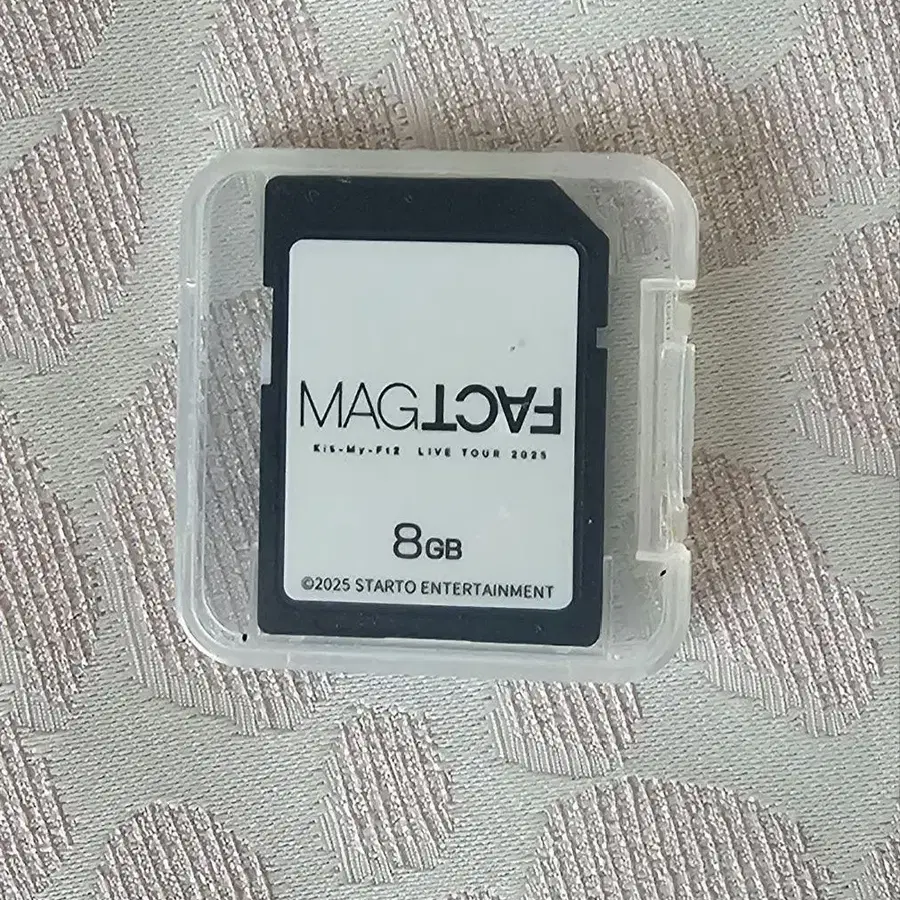 MAGFACT
Kis-My-Ft2 LIVE TOUR 2025
8GB
©2025 STARTO ENTERTAINMENT